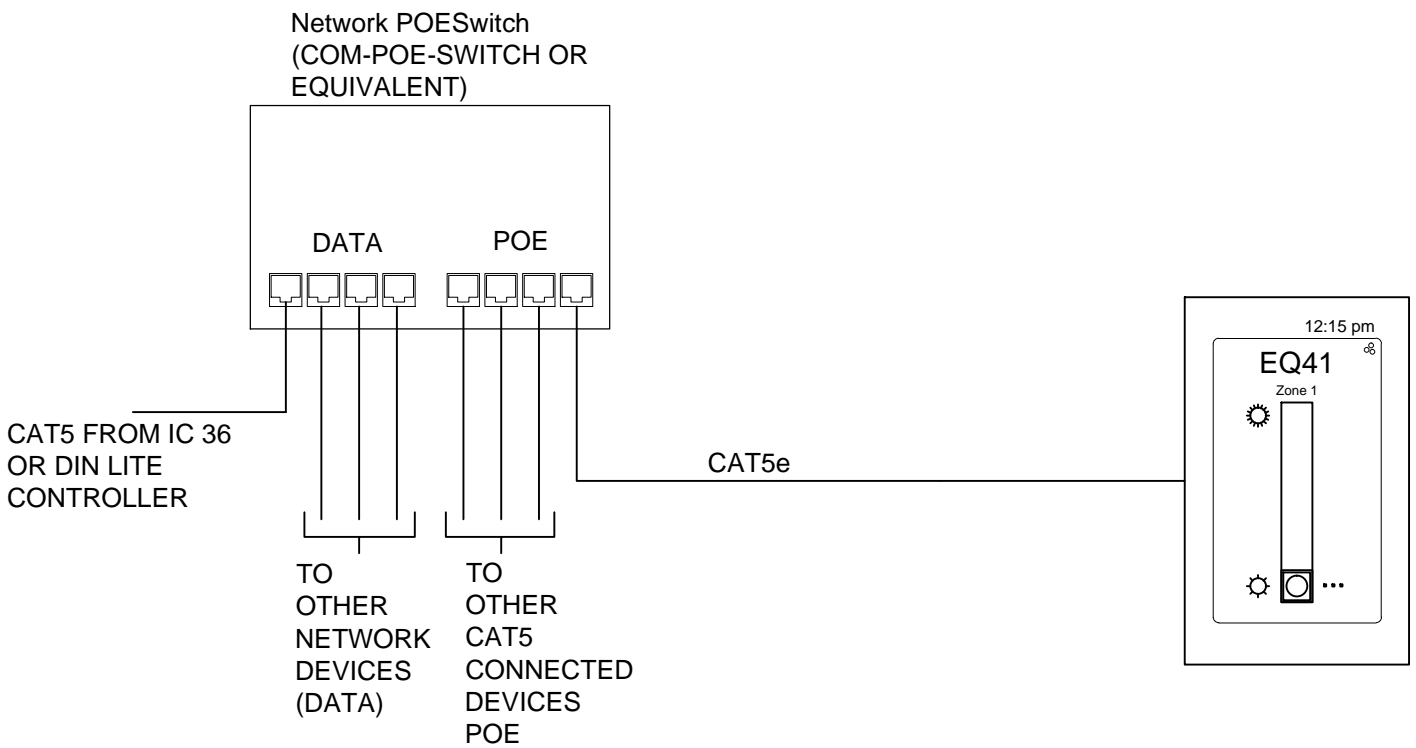 Network POESwitch
(COM-POE-SWITCH OR
EQUIVALENT)
DATA
POE
CAT5 FROM IC 36
OR DIN LITE
CONTROLLER
TO
OTHER
NETWORK
DEVICES
(DATA)
TO
OTHER
CAT5
CONNECTED
DEVICES
POE
CAT5e
12:15 pm
EQ41
Zone 1